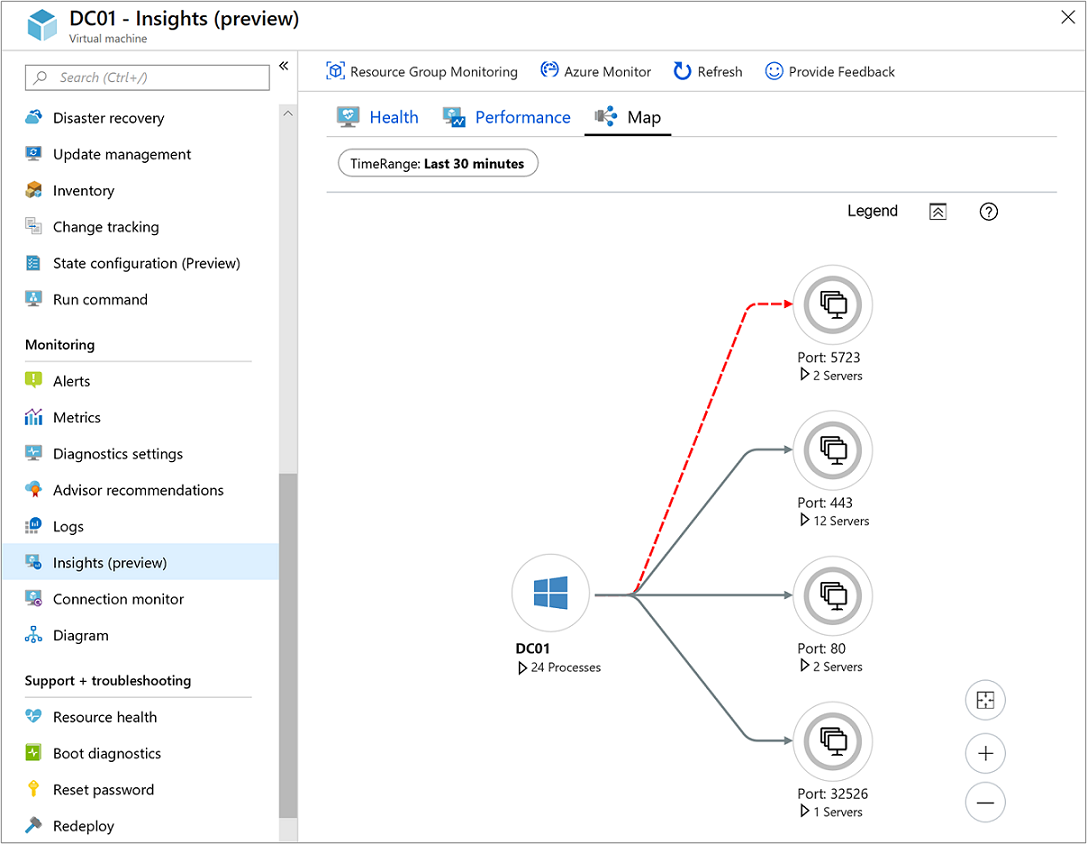 DC01 - Insights (preview)
Virtual machine
Search (Ctrl+/)
Disaster recovery
Update management
Inventory
Change tracking
State configuration (Preview)
Run command
Monitoring
Alerts
Metrics
Diagnostics settings
Advisor recommendations
Logs
Insights (preview)
Connection monitor
Diagram
Support + troubleshooting
Resource health
Boot diagnostics
Reset password
Redeploy
Resource Group Monitoring Azure Monitor Refresh Provide Feedback
Health Performance Map
TimeRange: Last 30 minutes
Legend
Port: 5723
2 Servers
Port: 443
12 Servers
DC01
24 Processes
Port: 80
2 Servers
Port: 32526
1 Servers